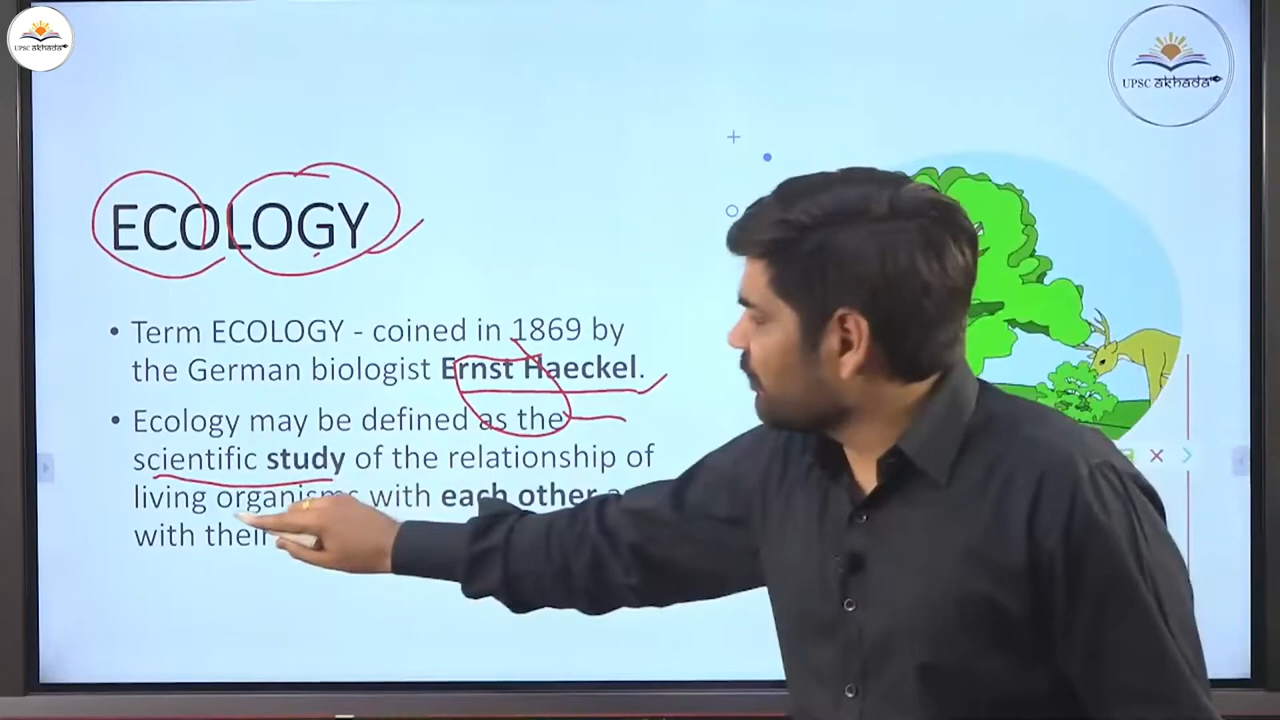 UPSC akhada
UPSC akhada
ECOLOGY
• Term ECOLOGY - coined in 1869 by
the German biologist Ernst Haeckel.
• Ecology may be defined as the
scientific study of the relationship of
living organisms with each other
with their